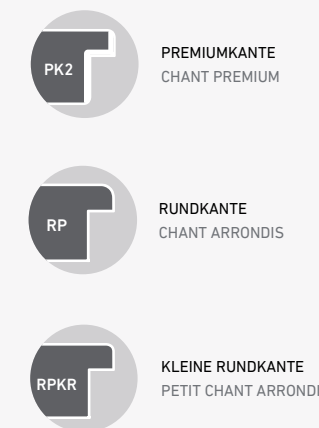 PK2
PREMIUMKANTE
CHANT PREMIUM
RP
RUNDKANTE
CHANT ARRONDIS
RPKR
KLEINE RUNDKANTE
PETIT CHANT ARRONDI